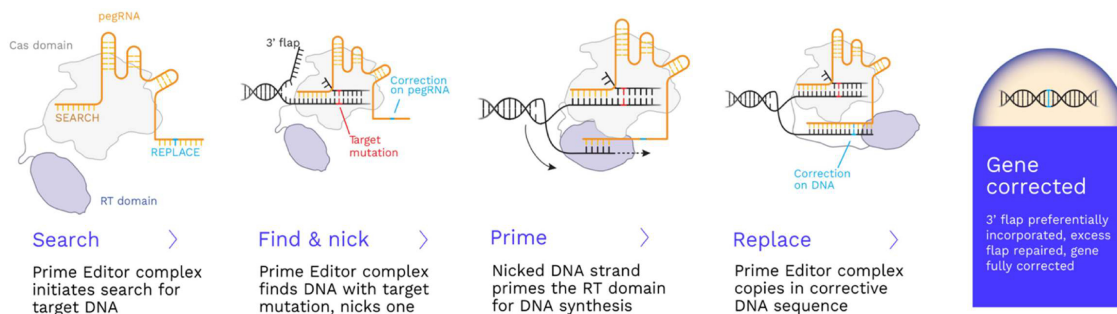 pegRNA
Cas domain
SEARCH
REPLACE
RT domain
Search
Prime Editor complex
initiates search for
target DNA
3' flap
Correction
on pegRNA
Target
mutation
Find & nick
Prime Editor complex
finds DNA with target
mutation, nicks one
Prime
Nicked DNA strand
primes the RT domain
for DNA synthesis
Correction
on DNA
Replace
Prime Editor complex
copies in corrective
DNA sequence
Gene
corrected
3' flap preferentially
incorporated, excess
flap repaired, gene
fully corrected